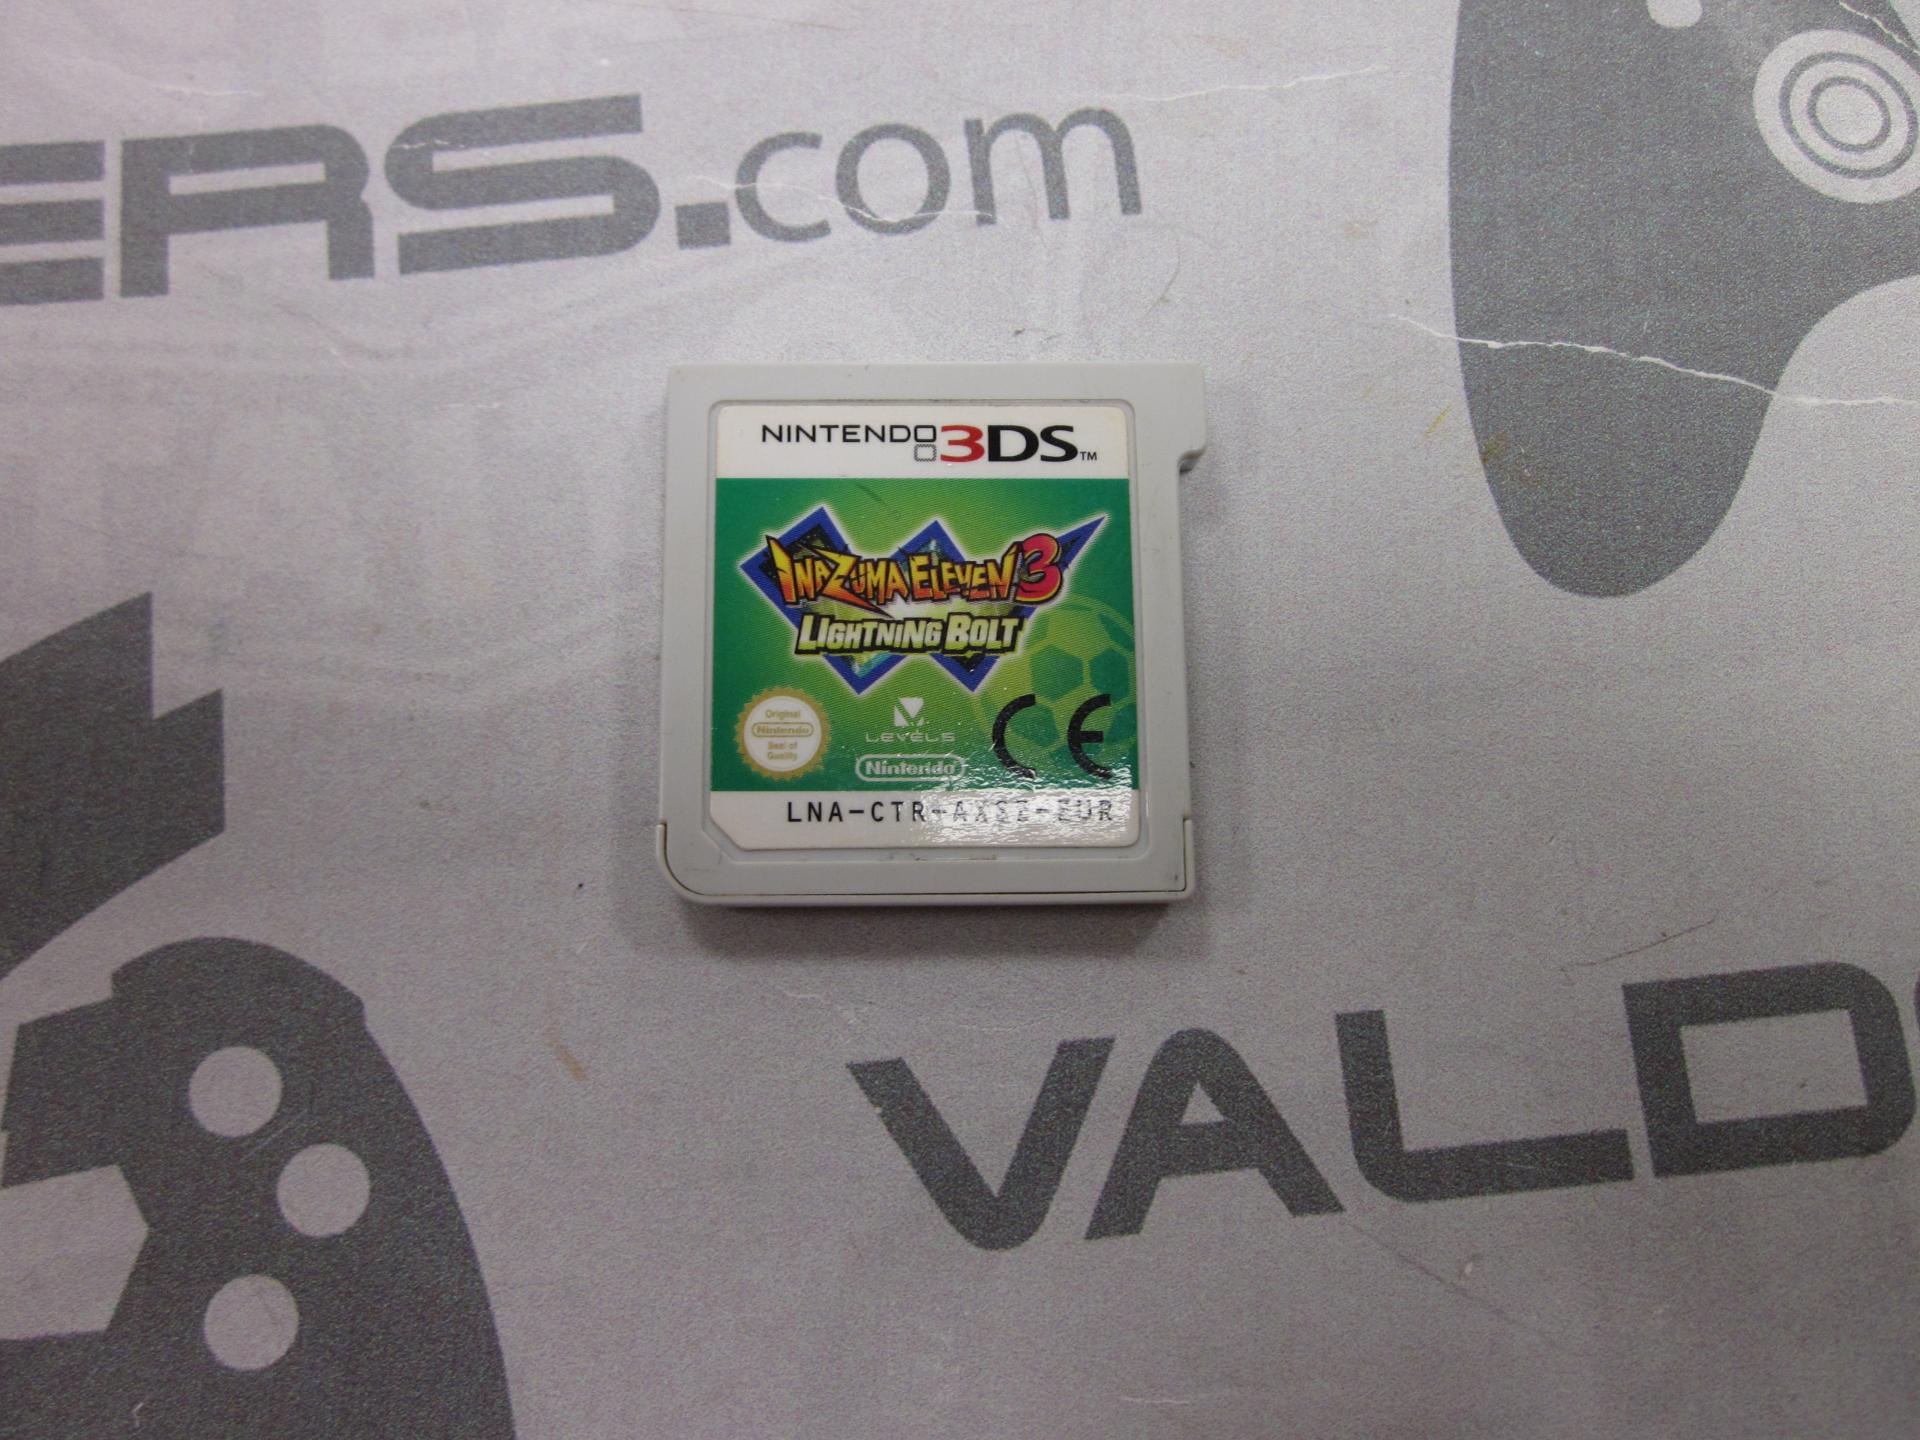 ERS.com
NINTENDO 3DS™
INAZUMA ELEVEN 3
LIGHTNING BOLT
Original
Nintendo
Seal of
Quality
LEVEL5
Nintendo
CE
LNA-CTR-AXSZ-EUR
VALD